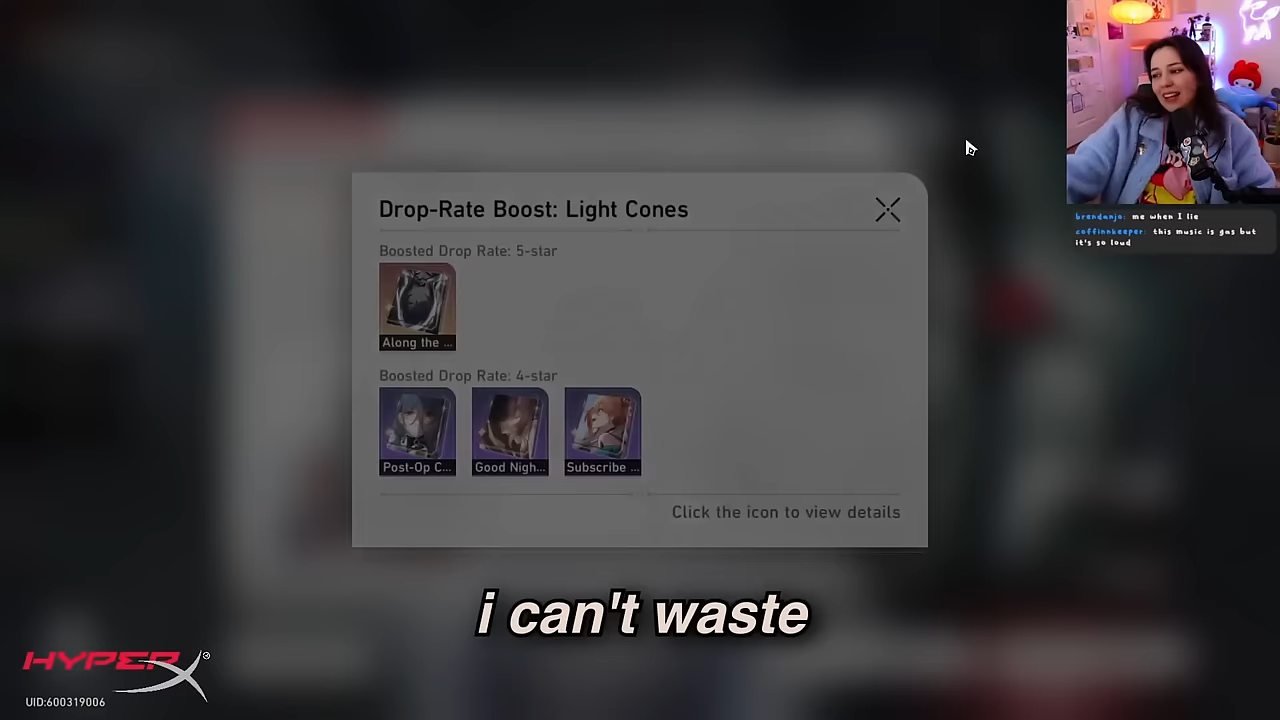 Drop-Rate Boost: Light Cones
Boosted Drop Rate: 5-star
Along the ...
Boosted Drop Rate: 4-star
Post-Op C...
Good Nigh...
Subscribe ...
Click the icon to view details
brendanjo: me when I lie
coffinnkeeper: this music is gas but
it's so loud
i can't waste
HYPERX
UID:600319006